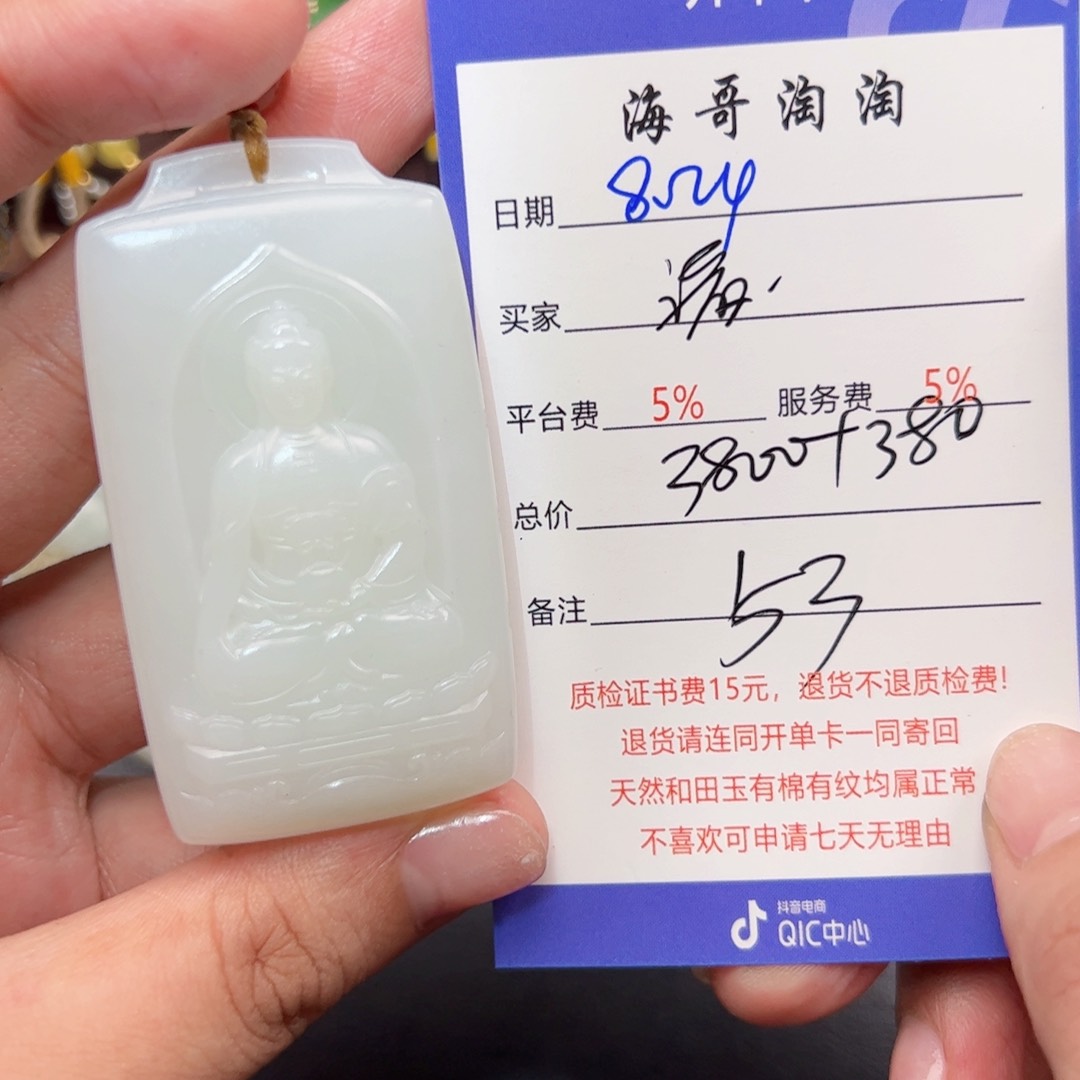 海哥淘淘
日期 8.24
买家
平台费 5% 服务费 5%
总价 3800+380
备注 53
质检证书费15元，退货不退质检费！
退货请连同开单卡一同寄回
天然和田玉有棉有纹均属正常
不喜欢可申请七天无理由
抖音电商
QIC中心